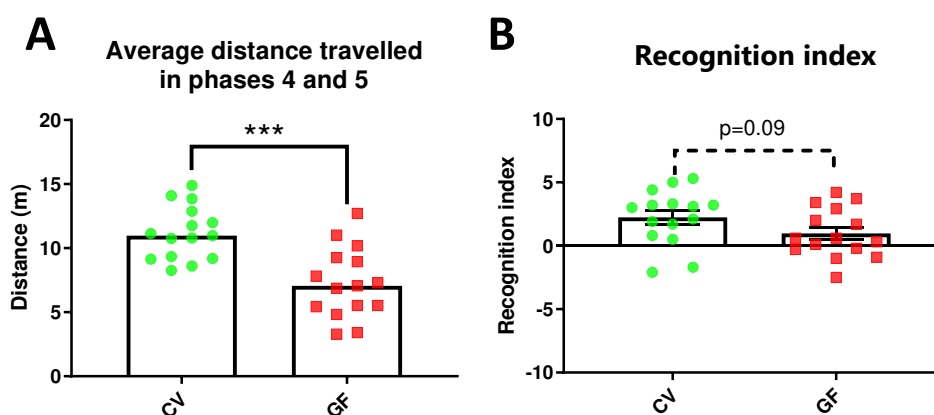 A
Average distance travelled
in phases 4 and 5
Distance (m)
20
15
10
5
0
***
CV
GF
B
Recognition index
Recognition index
10
5
0
-5
-10
p=0.09
CV
GF